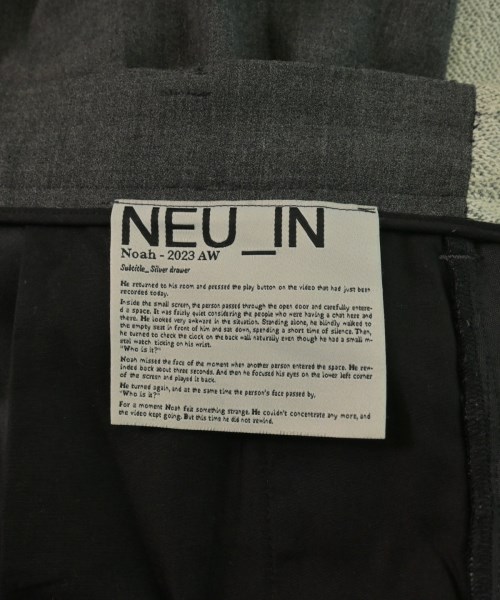 NEU_IN
Noah - 2023 AW
Subtitle_ Silver drawer
He returned to his room and pressed the play button on the video that had just been
recorded today.
Inside the small screen, the person passed through the open door and carefully entere-
d a space. It was fairly quiet considering the people who were having a chat here and
there. He looked very awkward in the situation. Standing alone, he blindly walked to
the empty seat in front of him and sat down, spending a short time of silence. Then,
he turned to check the clock on the back wall naturally even though he had a small m-
etal watch ticking on his wrist.
"Who is it?"
Noah missed the face of the moment when another person entered the space. He rew-
inded back about three seconds. And then he focused his eyes on the lower left corner
of the screen and played it back.
He turned again, and at the same time the person's face passed by.
"Who is it?"
For a moment Noah felt something strange. He couldn't concentrate any more, and
the video kept going. But this time he did not rewind.